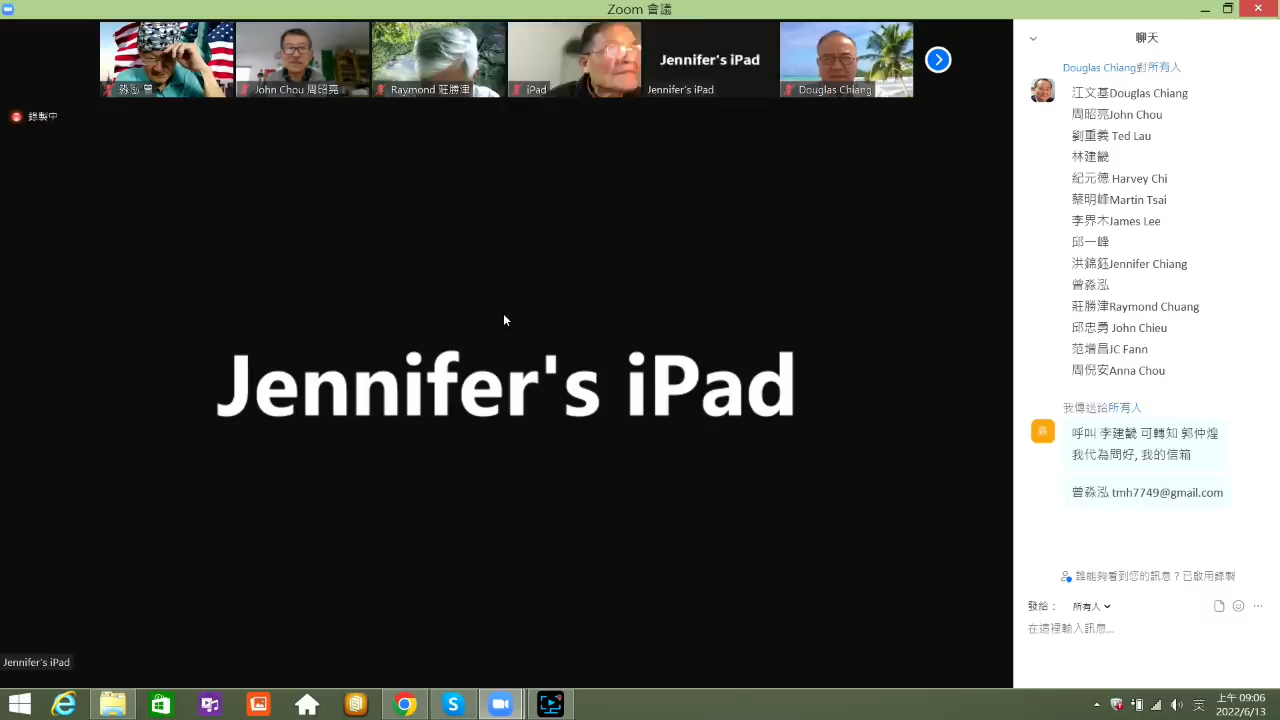 Zoom 會議
淼泓 曾
John Chou 周昭亮
Raymond 莊勝津
iPad
Jennifer's iPad
Jennifer's iPad
Douglas Chiang
錄製中
Jennifer's iPad
Jennifer's iPad
聊天
Douglas Chiang對所有人
江文基Douglas Chiang
周昭亮John Chou
劉重義 Ted Lau
林建畿
紀元德 Harvey Chi
蔡明峰Martin Tsai
李界木James Lee
邱一峰
洪錦鈺Jennifer Chiang
曾淼泓
莊勝津Raymond Chuang
邱忠勇 John Chieu
范增昌JC Fann
周倪安Anna Chou
我傳送給所有人
淼
呼叫 李建畿 可轉知 郭仲煌
我代為問好, 我的信箱
曾淼泓 tmh7749@gmail.com
誰能夠看到您的訊息？已啟用錄製
發給：
所有人
在這裡輸入訊息...
英
上午 09:06
2022/6/13